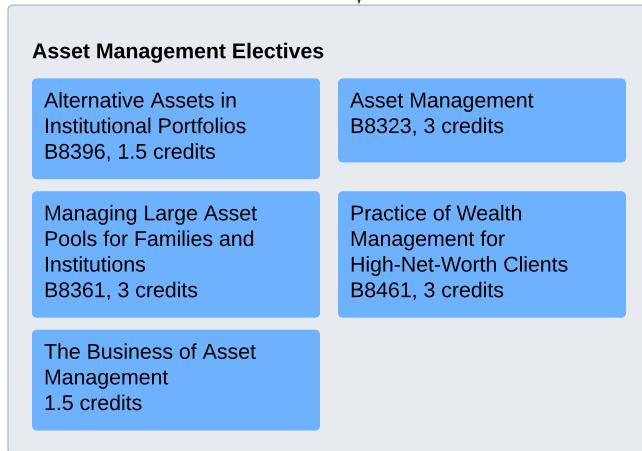 Asset Management Electives
Alternative Assets in
Institutional Portfolios
B8396, 1.5 credits
Asset Management
B8323, 3 credits
Managing Large Asset
Pools for Families and
Institutions
B8361, 3 credits
Practice of Wealth
Management for
High-Net-Worth Clients
B8461, 3 credits
The Business of Asset
Management
1.5 credits